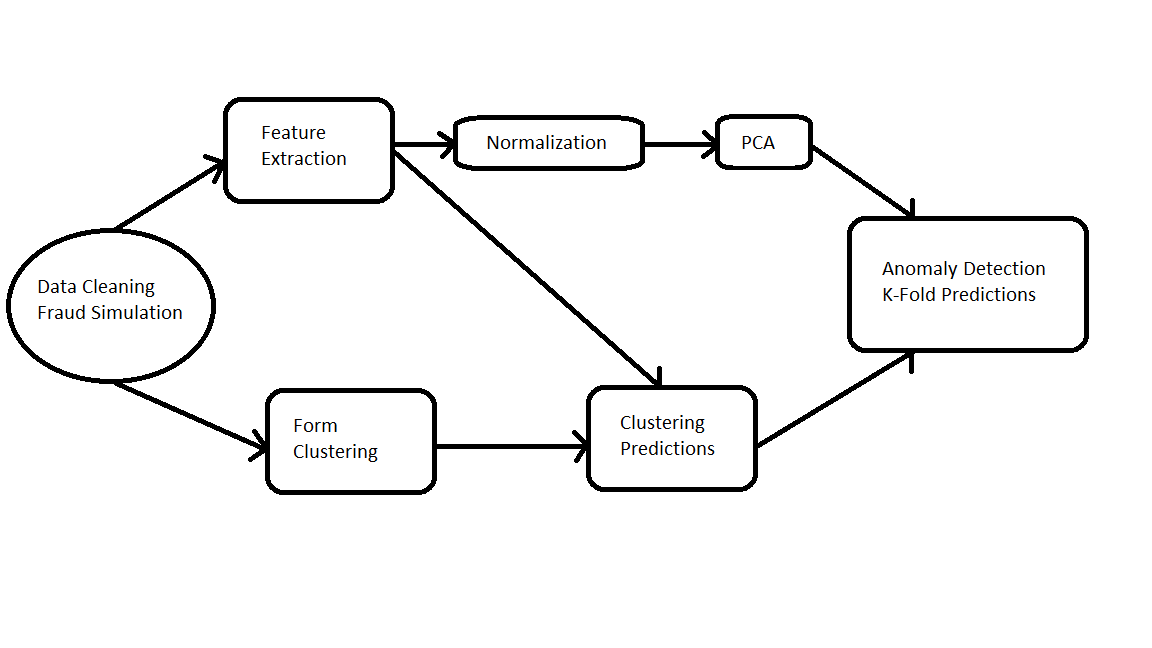 Feature
Extraction
Normalization
PCA
Data Cleaning
Fraud Simulation
Anomaly Detection
K-Fold Predictions
Form
Clustering
Clustering
Predictions